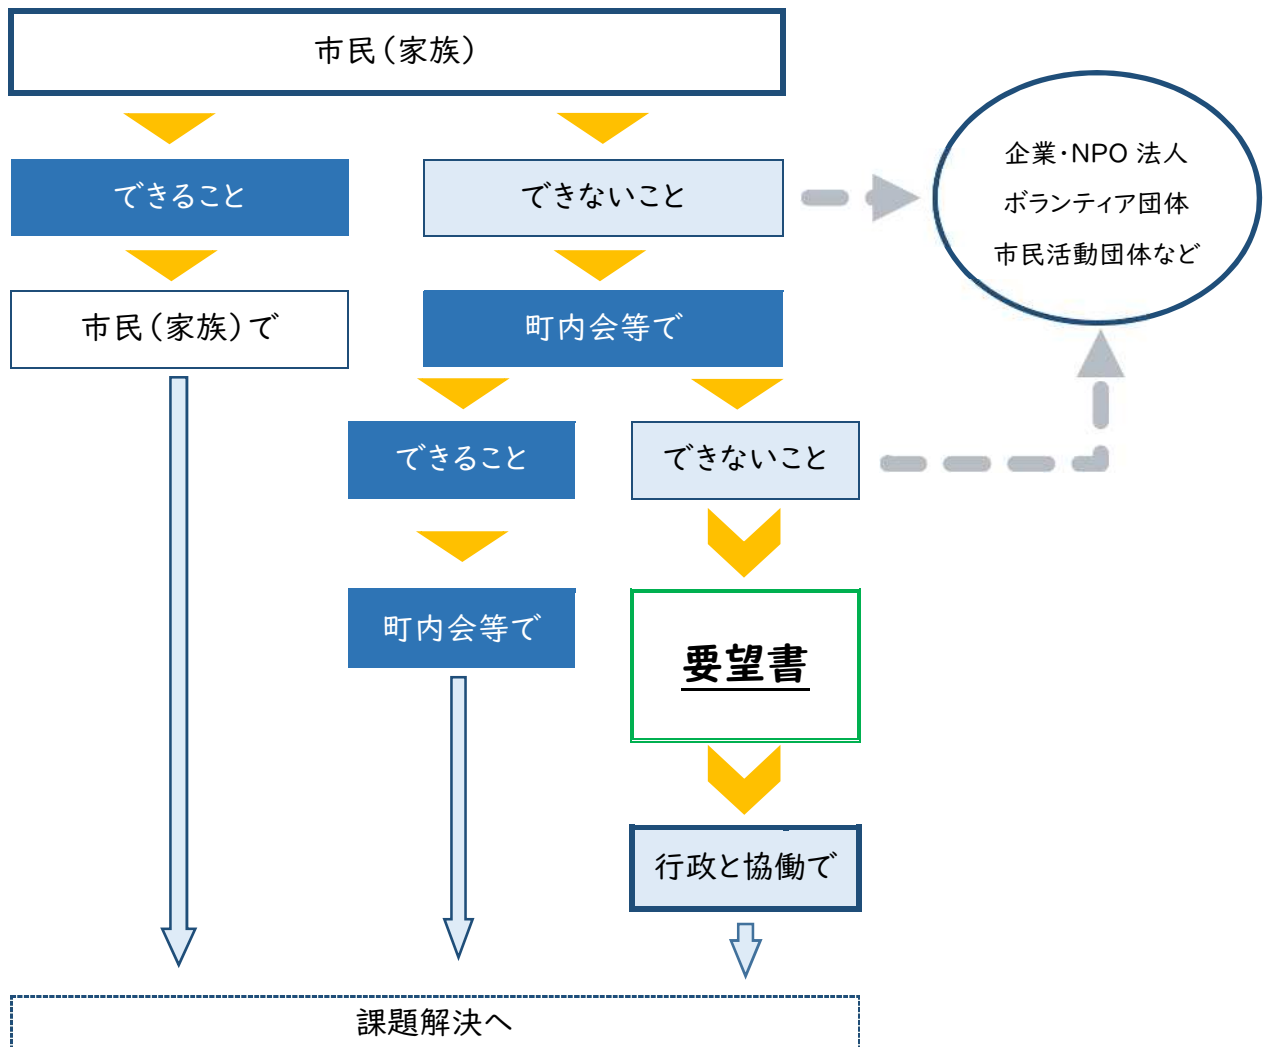 市民（家族）
できること
できないこと
企業・NPO 法人
ボランティア団体
市民活動団体など
市民（家族）で
町内会等で
できること
できないこと
町内会等で
要望書
行政と協働で
課題解決へ